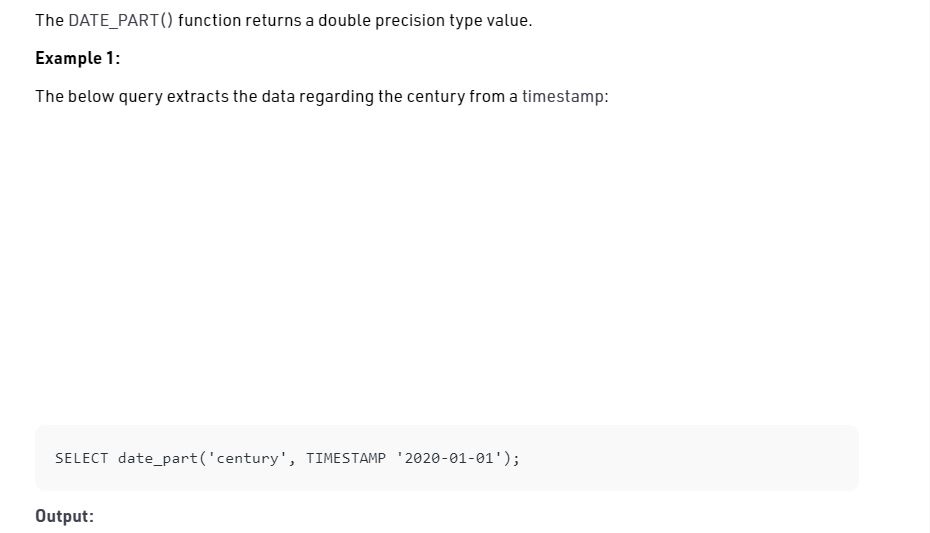 The DATE_PART() function returns a double precision type value.
Example 1:
The below query extracts the data regarding the century from a timestamp:
SELECT date_part('century', TIMESTAMP '2020-01-01');
Output: